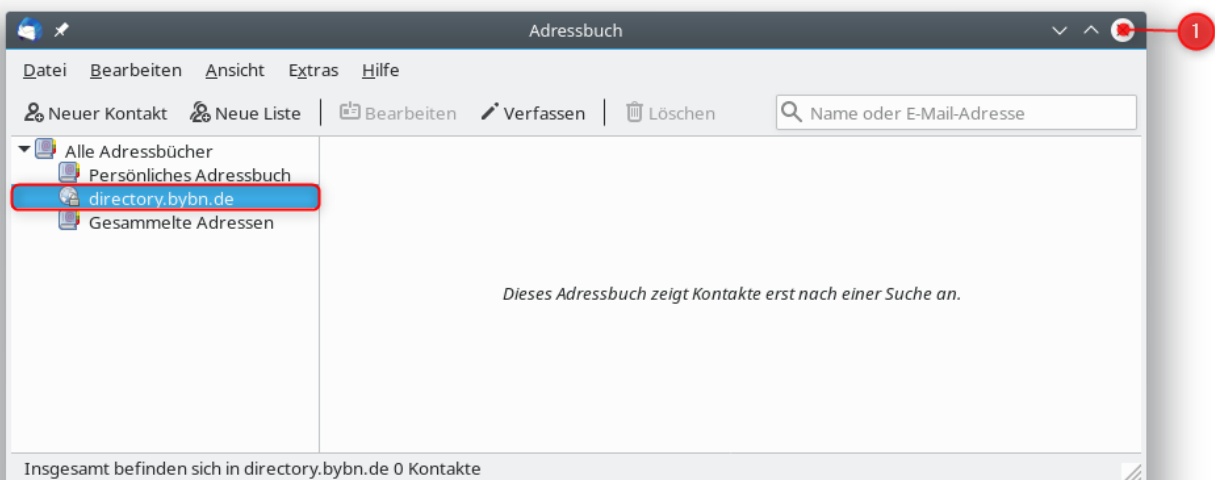 Adressbuch
1
Datei Bearbeiten Ansicht Extras Hilfe
Neuer Kontakt Neue Liste Bearbeiten Verfassen Löschen Name oder E-Mail-Adresse
Alle Adressbücher
Persönliches Adressbuch
directory.bybn.de
Gesammelte Adressen
Dieses Adressbuch zeigt Kontakte erst nach einer Suche an.
Insgesamt befinden sich in directory.bybn.de 0 Kontakte